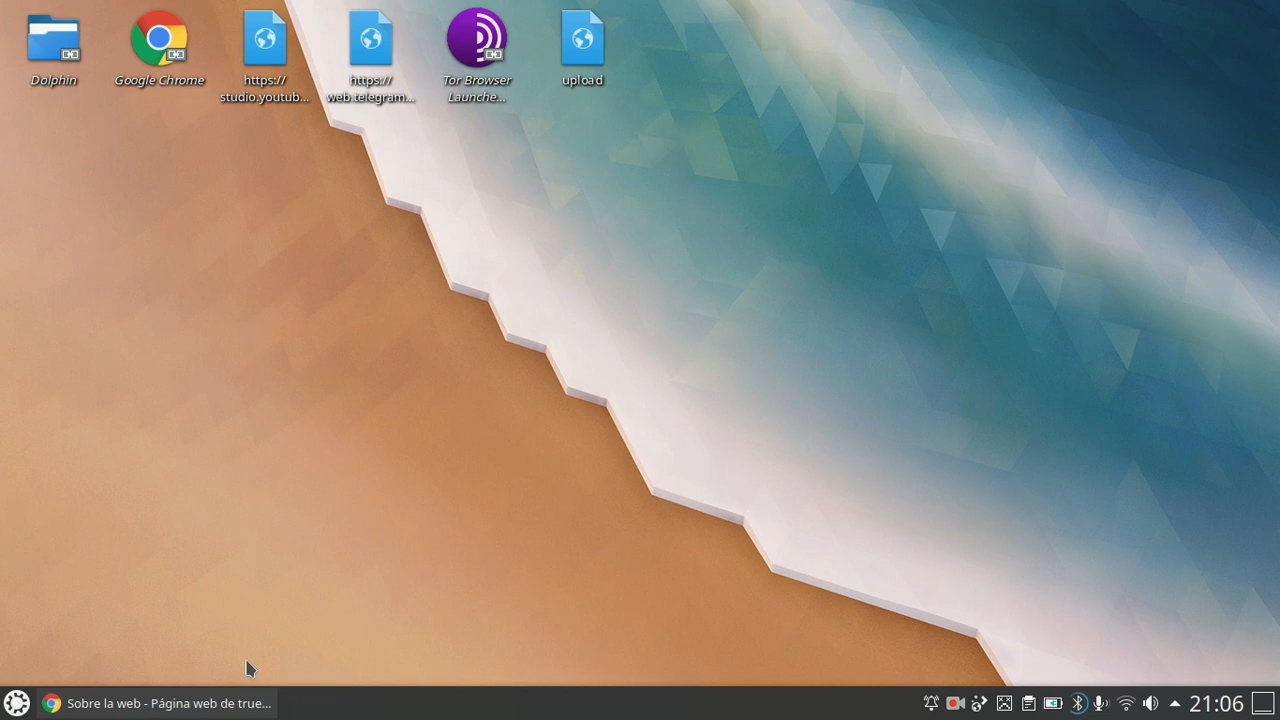 Dolphin
Google Chrome
https://
studio.youtub...
https://
web.telegram...
Tor Browser
Launche...
upload
Sobre la web - Página web de true...
21:06